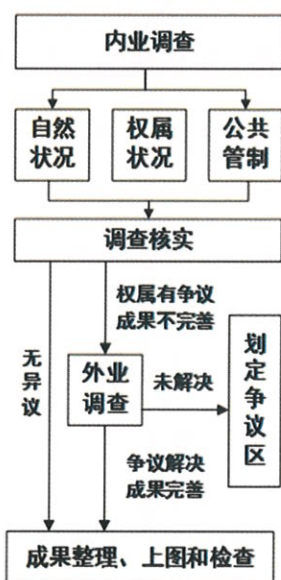 内业调查
自然
状况
权属
状况
公共
管制
调查核实
权属有争议
成果不完善
无异议
外业
调查
未解决
划定争议区
争议解决
成果完善
成果整理、上图和检查